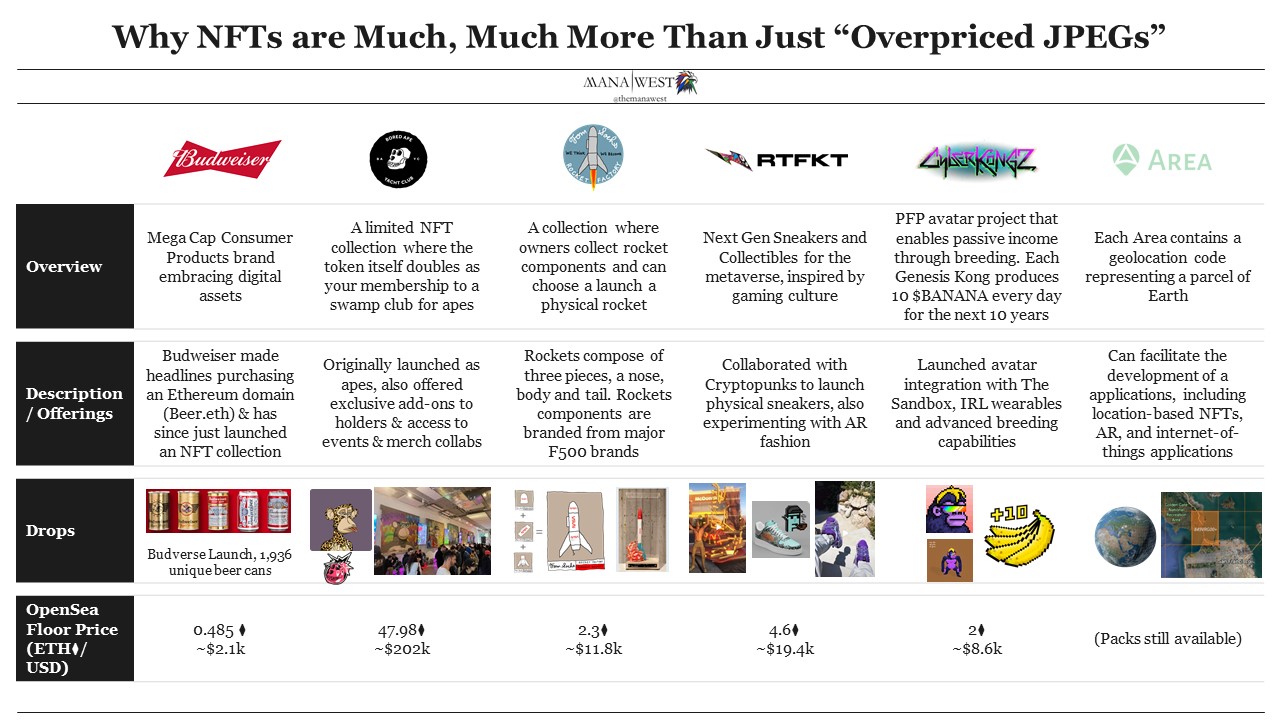 Why NFTs are Much, Much More Than Just “Overpriced JPEGs”
MANA|WEST
@themanawest
Budweiser
BORED APE
YACHT CLUB
Tom Sachs
WE THINK WE BELONG
ROCKET FACTORY
RTFKT
CYBERKONGZ
AREA
Overview
Mega Cap Consumer
Products brand
embracing digital
assets
A limited NFT
collection where the
token itself doubles as
your membership to a
swamp club for apes
A collection where
owners collect rocket
components and can
choose a launch a
physical rocket
Next Gen Sneakers and
Collectibles for the
metaverse, inspired by
gaming culture
PFP avatar project that
enables passive income
through breeding. Each
Genesis Kong produces
10 $BANANA every day
for the next 10 years
Each Area contains a
geolocation code
representing a parcel of
Earth
Description
/ Offerings
Budweiser made
headlines purchasing
an Ethereum domain
(Beer.eth) & has
since just launched
an NFT collection
Originally launched as
apes, also offered
exclusive add-ons to
holders & access to
events & merch collabs
Rockets compose of
three pieces, a nose,
body and tail. Rockets
components are
branded from major
F500 brands
Collaborated with
Cryptopunks to launch
physical sneakers, also
experimenting with AR
fashion
Launched avatar
integration with The
Sandbox, IRL wearables
and advanced breeding
capabilities
Can facilitate the
development of a
applications, including
location-based NFTs,
AR, and internet-of-
things applications
Drops
Budverse Launch, 1,936
unique beer cans
+
+
=
+10
OpenSea
Floor Price
(ETH⧫/
USD)
0.485 ⧫
~$2.1k
47.98⧫
~$202k
2.3⧫
~$11.8k
4.6⧫
~$19.4k
2⧫
~$8.6k
(Packs still available)